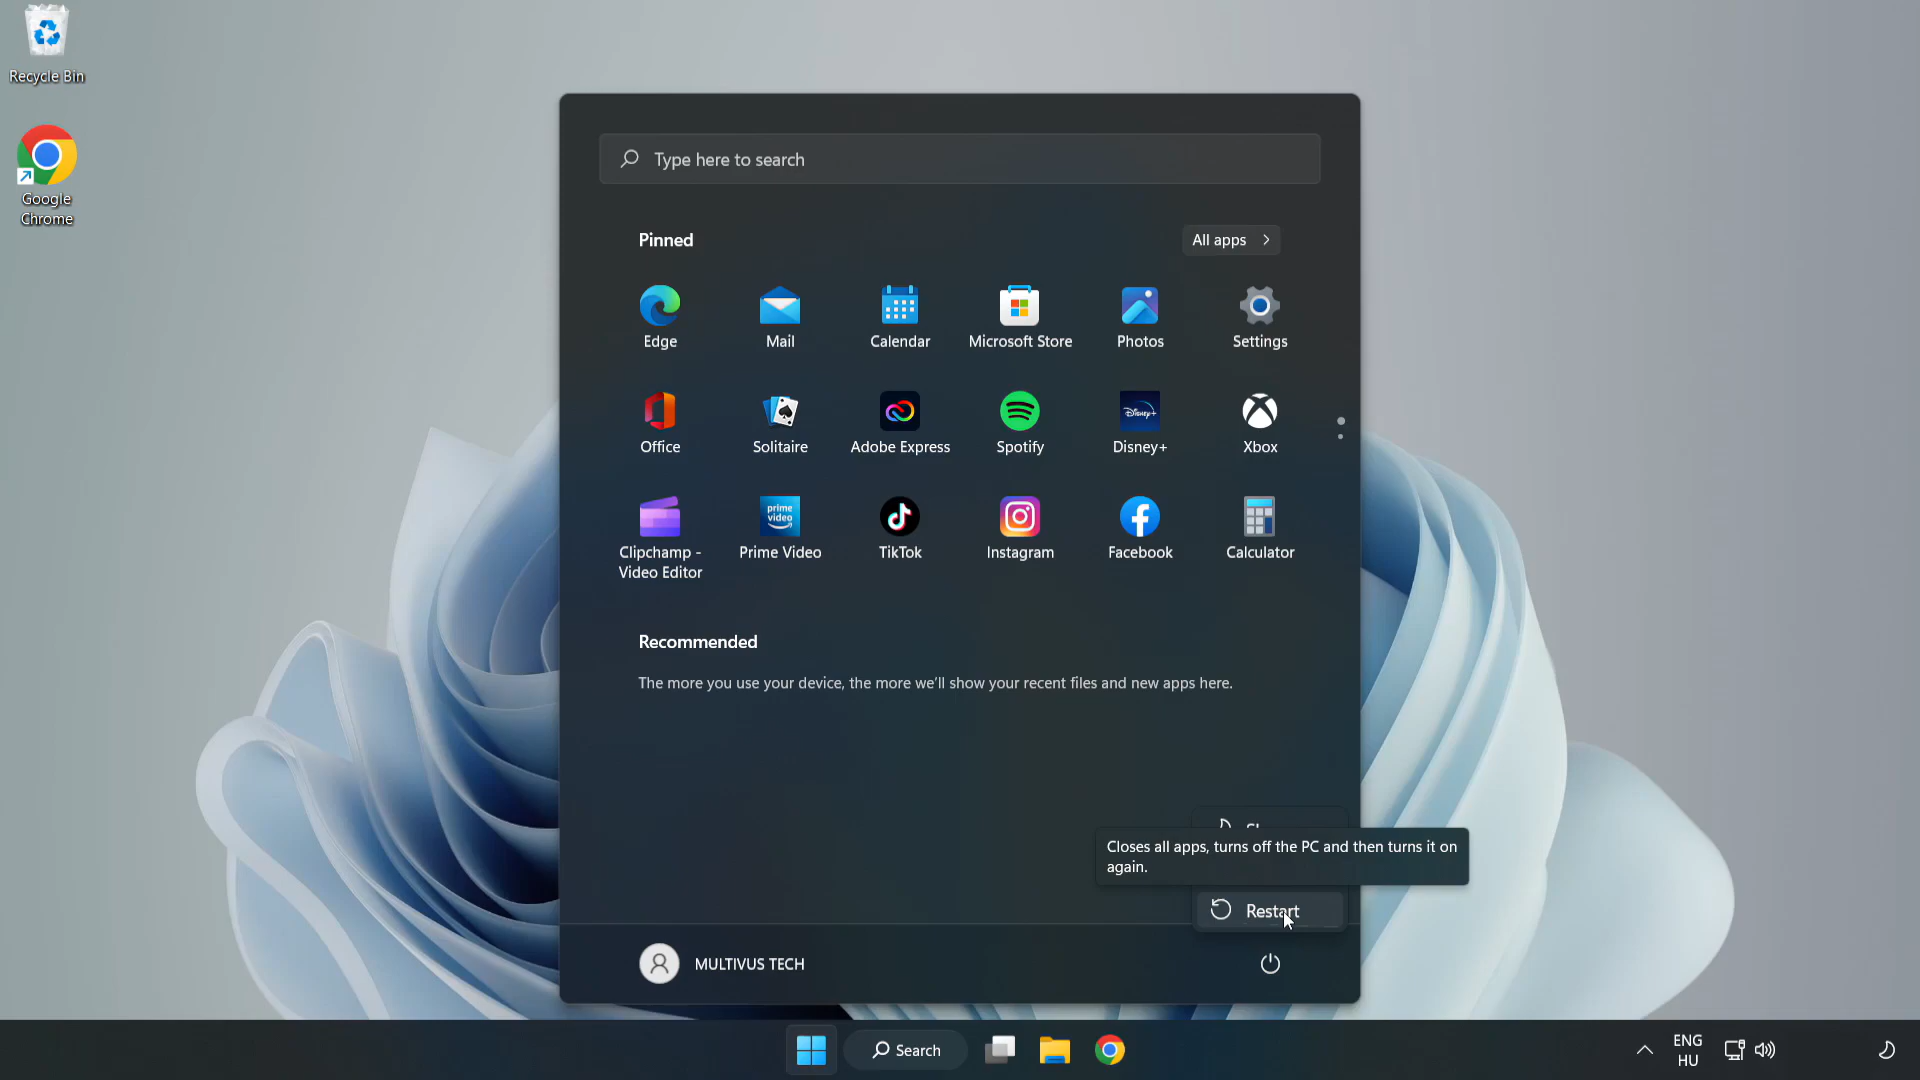 Recycle Bin
Google
Chrome
Type here to search
Pinned
All apps
Edge
Mail
Calendar
Microsoft Store
Photos
Settings
Office
Solitaire
Adobe Express
Spotify
Disney+
Xbox
Disney+
prime
video
Clipchamp -
Video Editor
Prime Video
TikTok
Instagram
Facebook
Calculator
Recommended
The more you use your device, the more we'll show your recent files and new apps here.
Closes all apps, turns off the PC and then turns it on
again.
Restart
MULTIVUS TECH
Search
ENG
HU